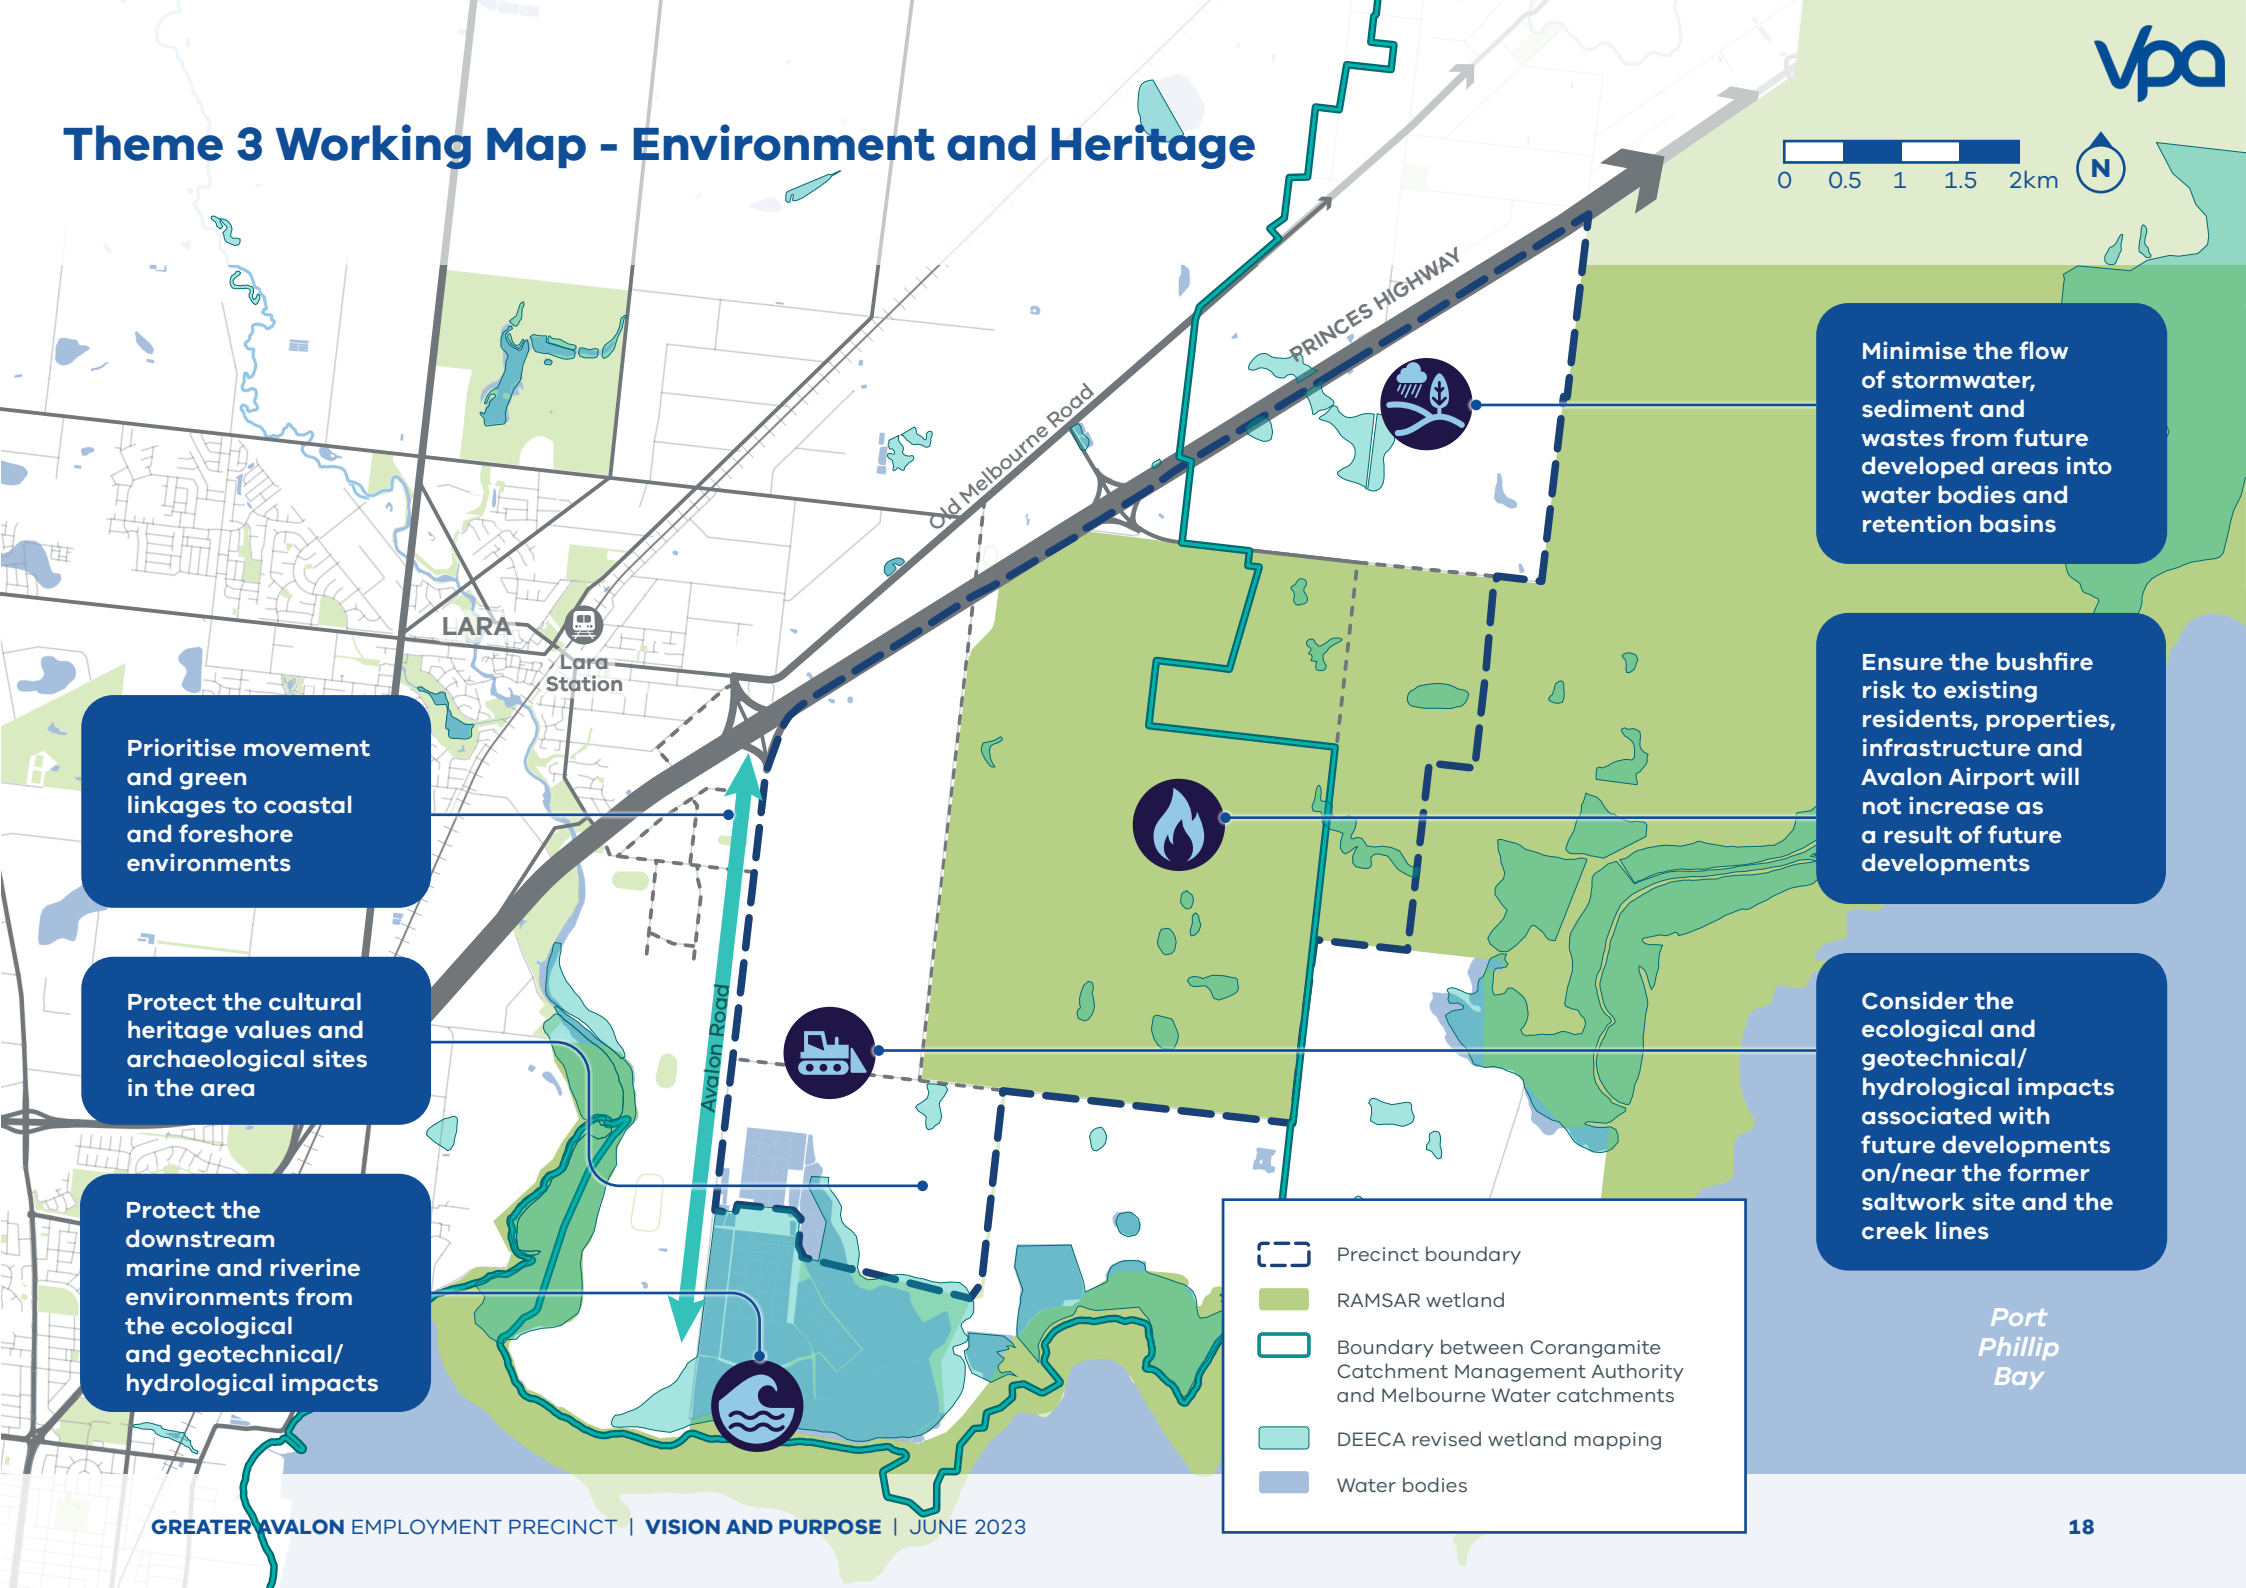 vpa
Theme 3 Working Map - Environment and Heritage
0 0.5 1 1.5 2km
N
PRINCES HIGHWAY
Old Melbourne Road
LARA
Lara
Station
Avalon Road
Minimise the flow
of stormwater,
sediment and
wastes from future
developed areas into
water bodies and
retention basins
Ensure the bushfire
risk to existing
residents, properties,
infrastructure and
Avalon Airport will
not increase as
a result of future
developments
Consider the
ecological and
geotechnical/
hydrological impacts
associated with
future developments
on/near the former
saltwork site and the
creek lines
Prioritise movement
and green
linkages to coastal
and foreshore
environments
Protect the cultural
heritage values and
archaeological sites
in the area
Protect the
downstream
marine and riverine
environments from
the ecological
and geotechnical/
hydrological impacts
Precinct boundary
RAMSAR wetland
Boundary between Corangamite
Catchment Management Authority
and Melbourne Water catchments
DEECA revised wetland mapping
Water bodies
Port
Phillip
Bay
GREATER AVALON EMPLOYMENT PRECINCT | VISION AND PURPOSE | JUNE 2023
18